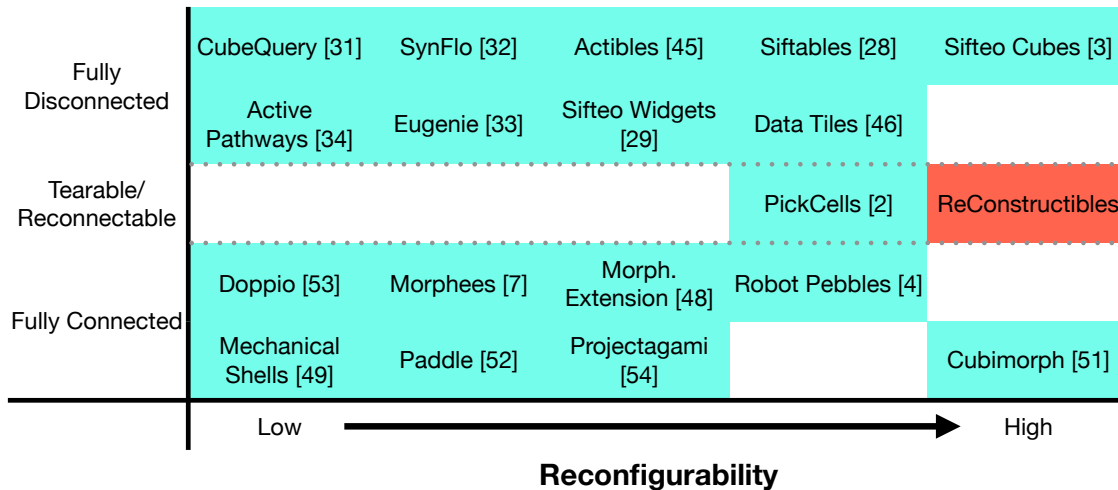 CubeQuery [31] SynFlo [32] Actibles [45] Siftables [28] Sifteo Cubes [3]
Fully
Disconnected
Active
Pathways [34]
Eugenie [33]
Sifteo Widgets
[29]
Data Tiles [46]
Tearable/
Reconnectable
PickCells [2] ReConstructibles
Fully Connected
Doppio [53] Morphees [7]
Morph.
Extension [48]
Robot Pebbles [4]
Mechanical
Shells [49]
Paddle [52]
Projectagami
[54]
Cubimorph [51]
Low High
Reconfigurability